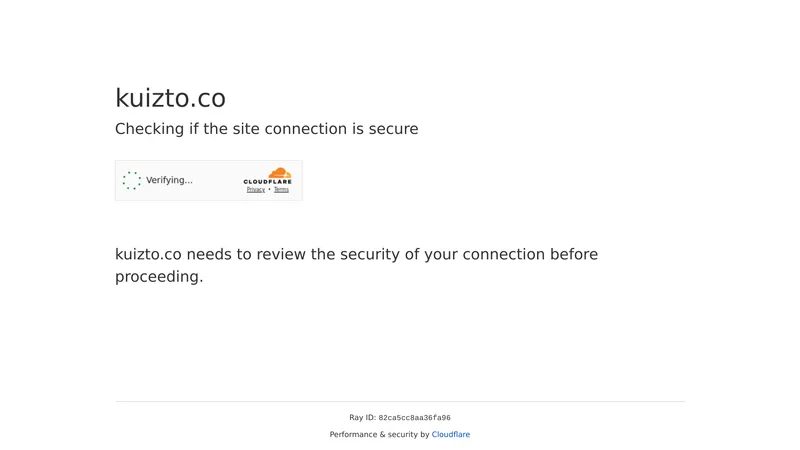 kuizto.co
Checking if the site connection is secure
Verifying...
CLOUDFLARE
Privacy • Terms
kuizto.co needs to review the security of your connection before
proceeding.
Ray ID: 82ca5cc8aa36fa96
Performance & security by Cloudflare